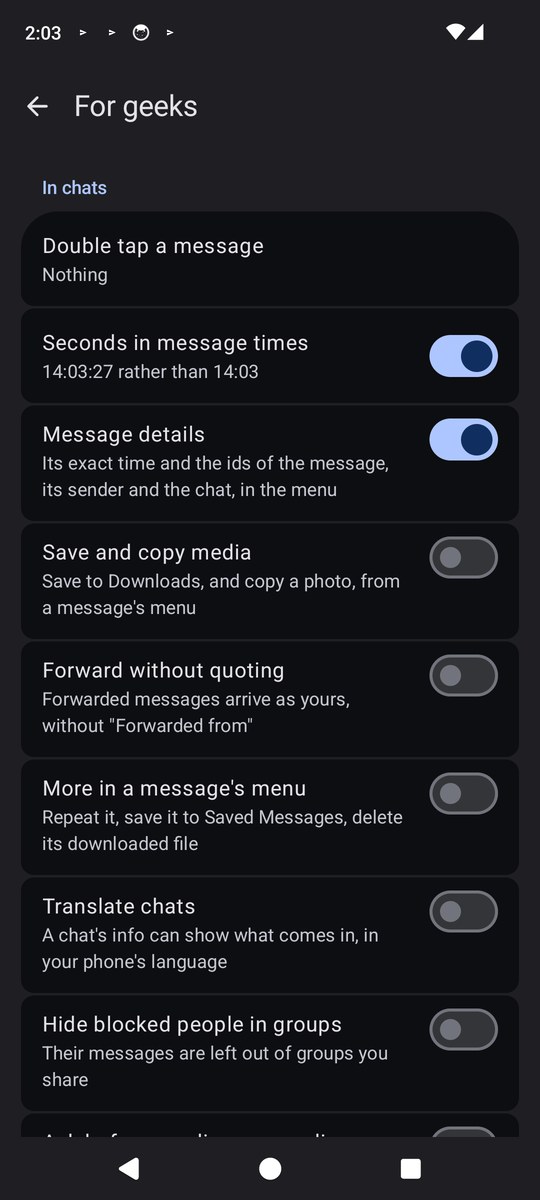 2:03
For geeks
In chats
Double tap a message
Nothing
Seconds in message times
14:03:27 rather than 14:03
Message details
Its exact time and the ids of the message,
its sender and the chat, in the menu
Save and copy media
Save to Downloads, and copy a photo, from
a message's menu
Forward without quoting
Forwarded messages arrive as yours,
without "Forwarded from"
More in a message's menu
Repeat it, save it to Saved Messages, delete
its downloaded file
Translate chats
A chat's info can show what comes in, in
your phone's language
Hide blocked people in groups
Their messages are left out of groups you
share